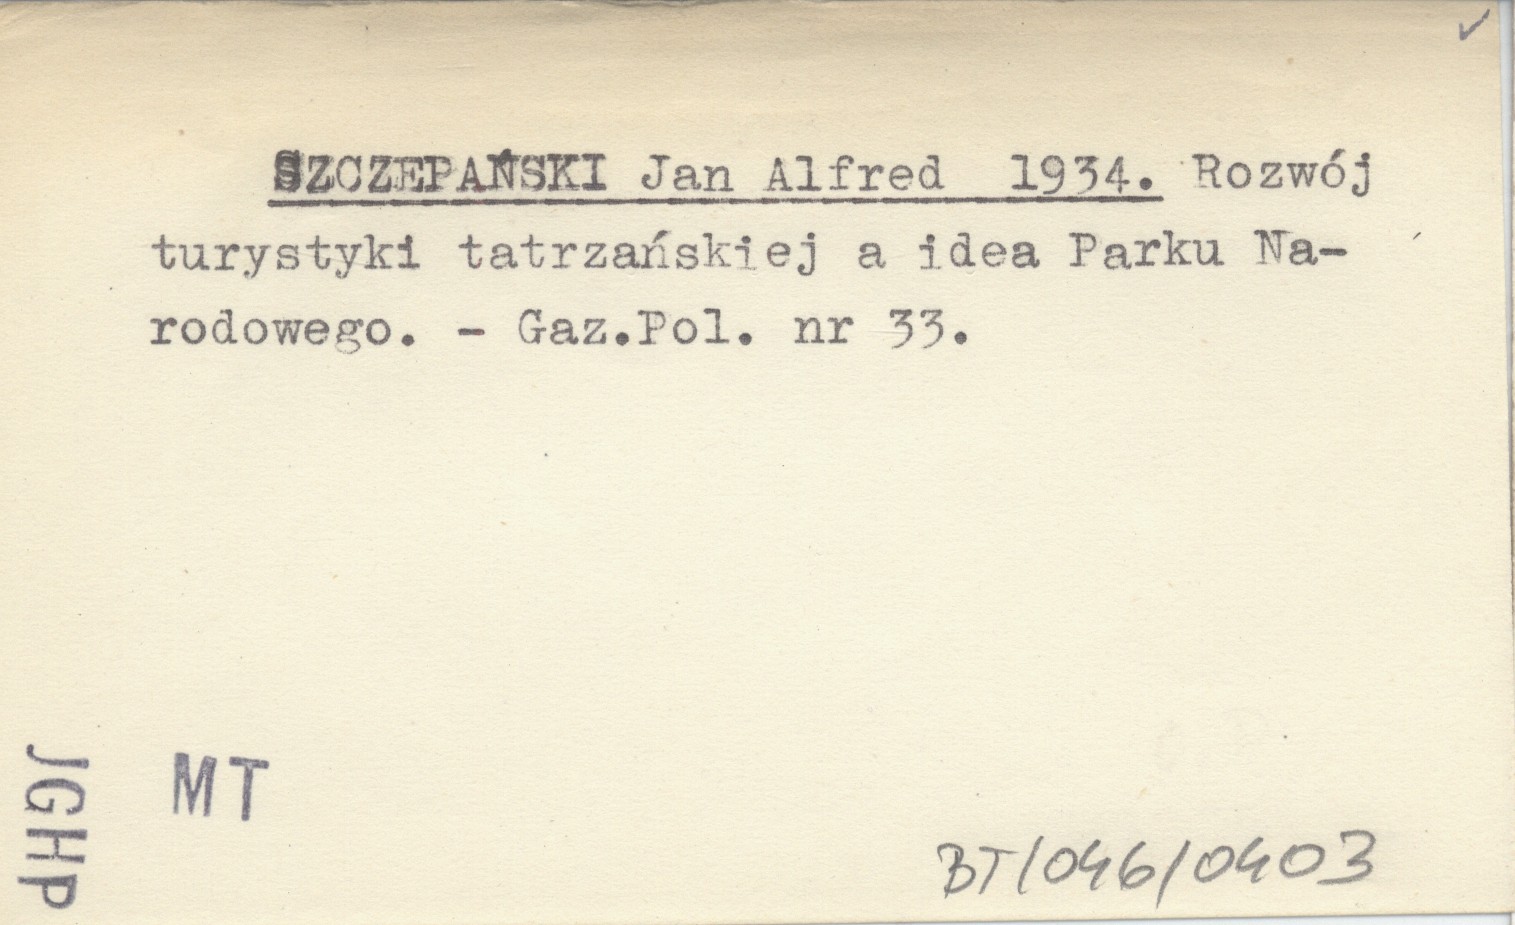 SZCZEPAŃSKI Jan Alfred 1934. Rozwój
turystyki tatrzańskiej a idea Parku Na-
rodowego. - Gaz.Pol. nr 33.
MT
JGHP
BT/046/0403